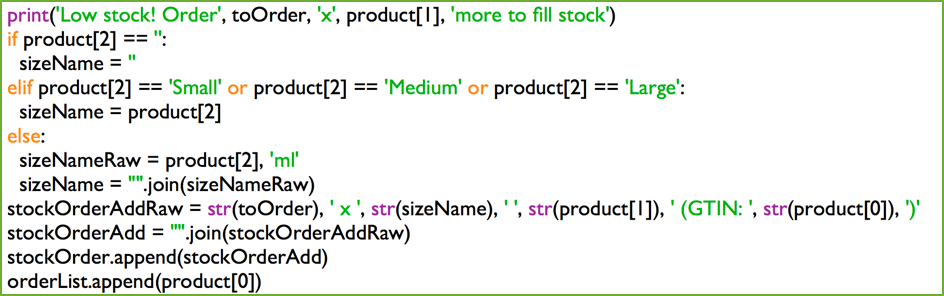 print('Low stock! Order', toOrder, 'x', product[1], 'more to fill stock')
if product[2] == '':
  sizeName = ''
elif product[2] == 'Small' or product[2] == 'Medium' or product[2] == 'Large':
  sizeName = product[2]
else:
  sizeNameRaw = product[2], 'ml'
  sizeName = "".join(sizeNameRaw)
stockOrderAddRaw = str(toOrder), ' x ', str(sizeName), ' ', str(product[1]), ' (GTIN: ', str(product[0]), ')'
stockOrderAdd = "".join(stockOrderAddRaw)
stockOrder.append(stockOrderAdd)
orderList.append(product[0])